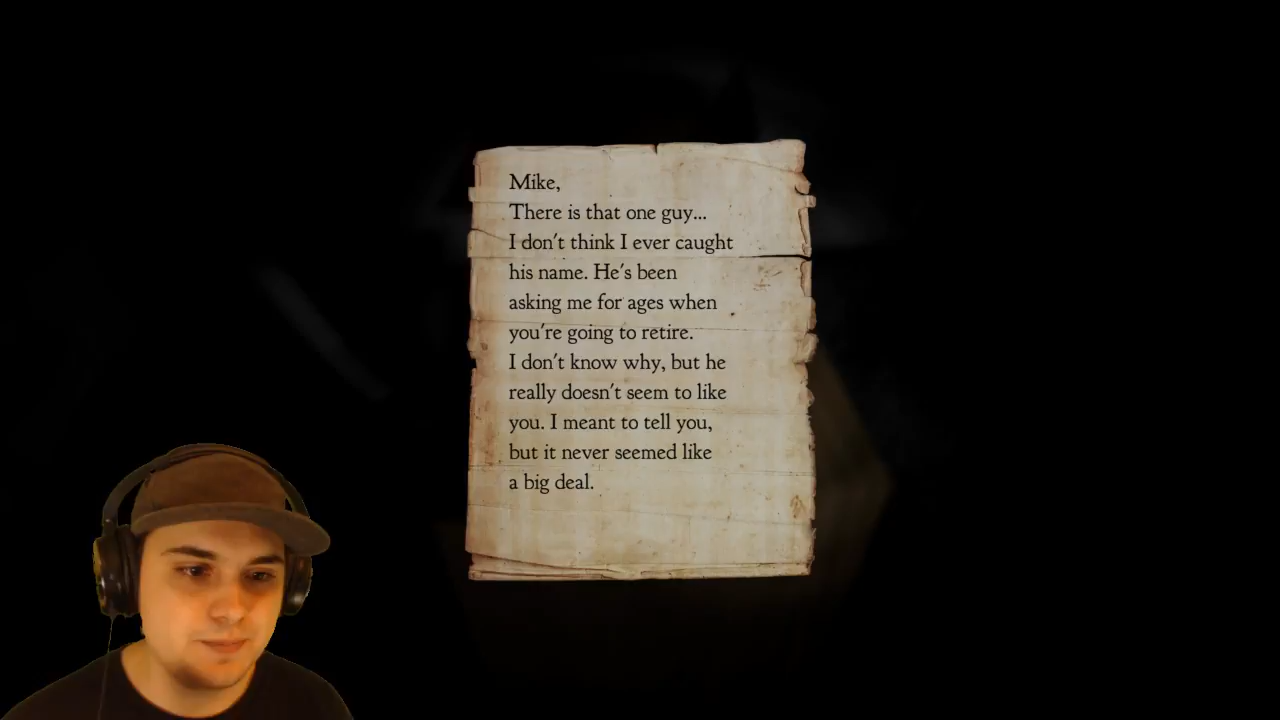 Mike,
There is that one guy...
I don't think I ever caught
his name. He's been
asking me for ages when
you're going to retire.
I don't know why, but he
really doesn't seem to like
you. I meant to tell you,
but it never seemed like
a big deal.